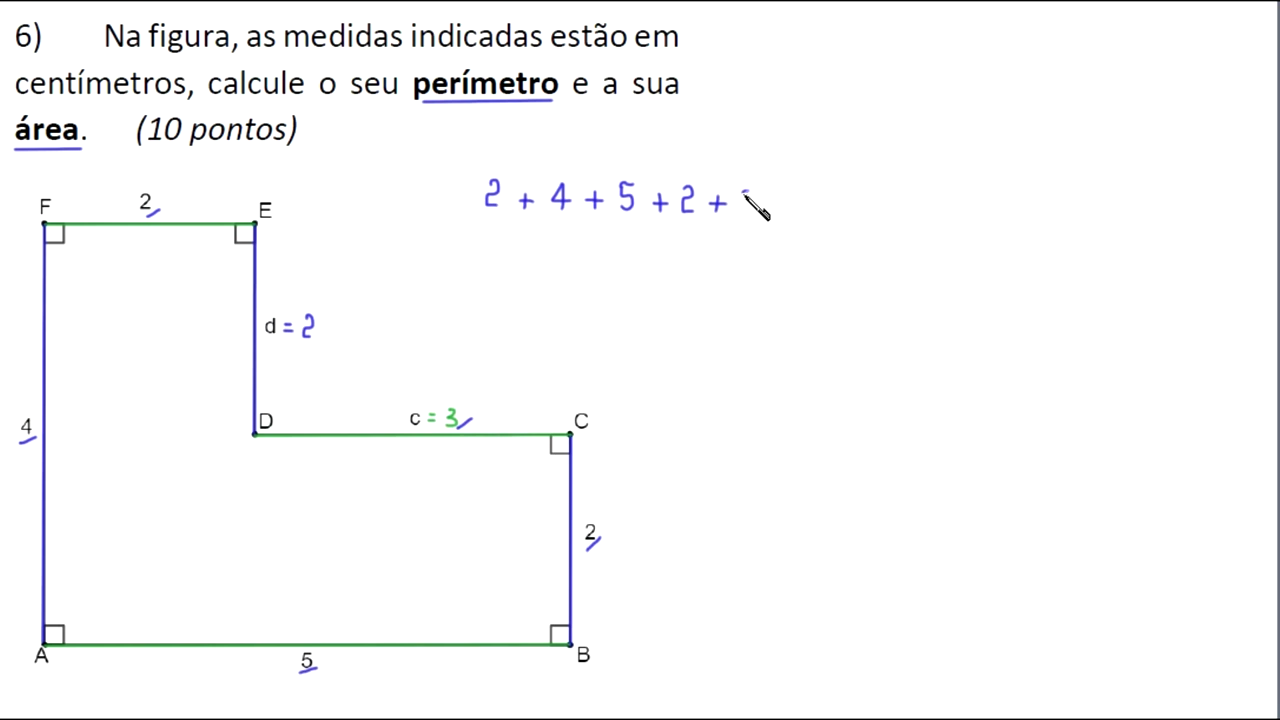 6) Na figura, as medidas indicadas estão em
centímetros, calcule o seu perímetro e a sua
área. (10 pontos)
2 + 4 + 5 + 2 +
F 2 E
d = 2
4 D c = 3 C
2
A 5 B